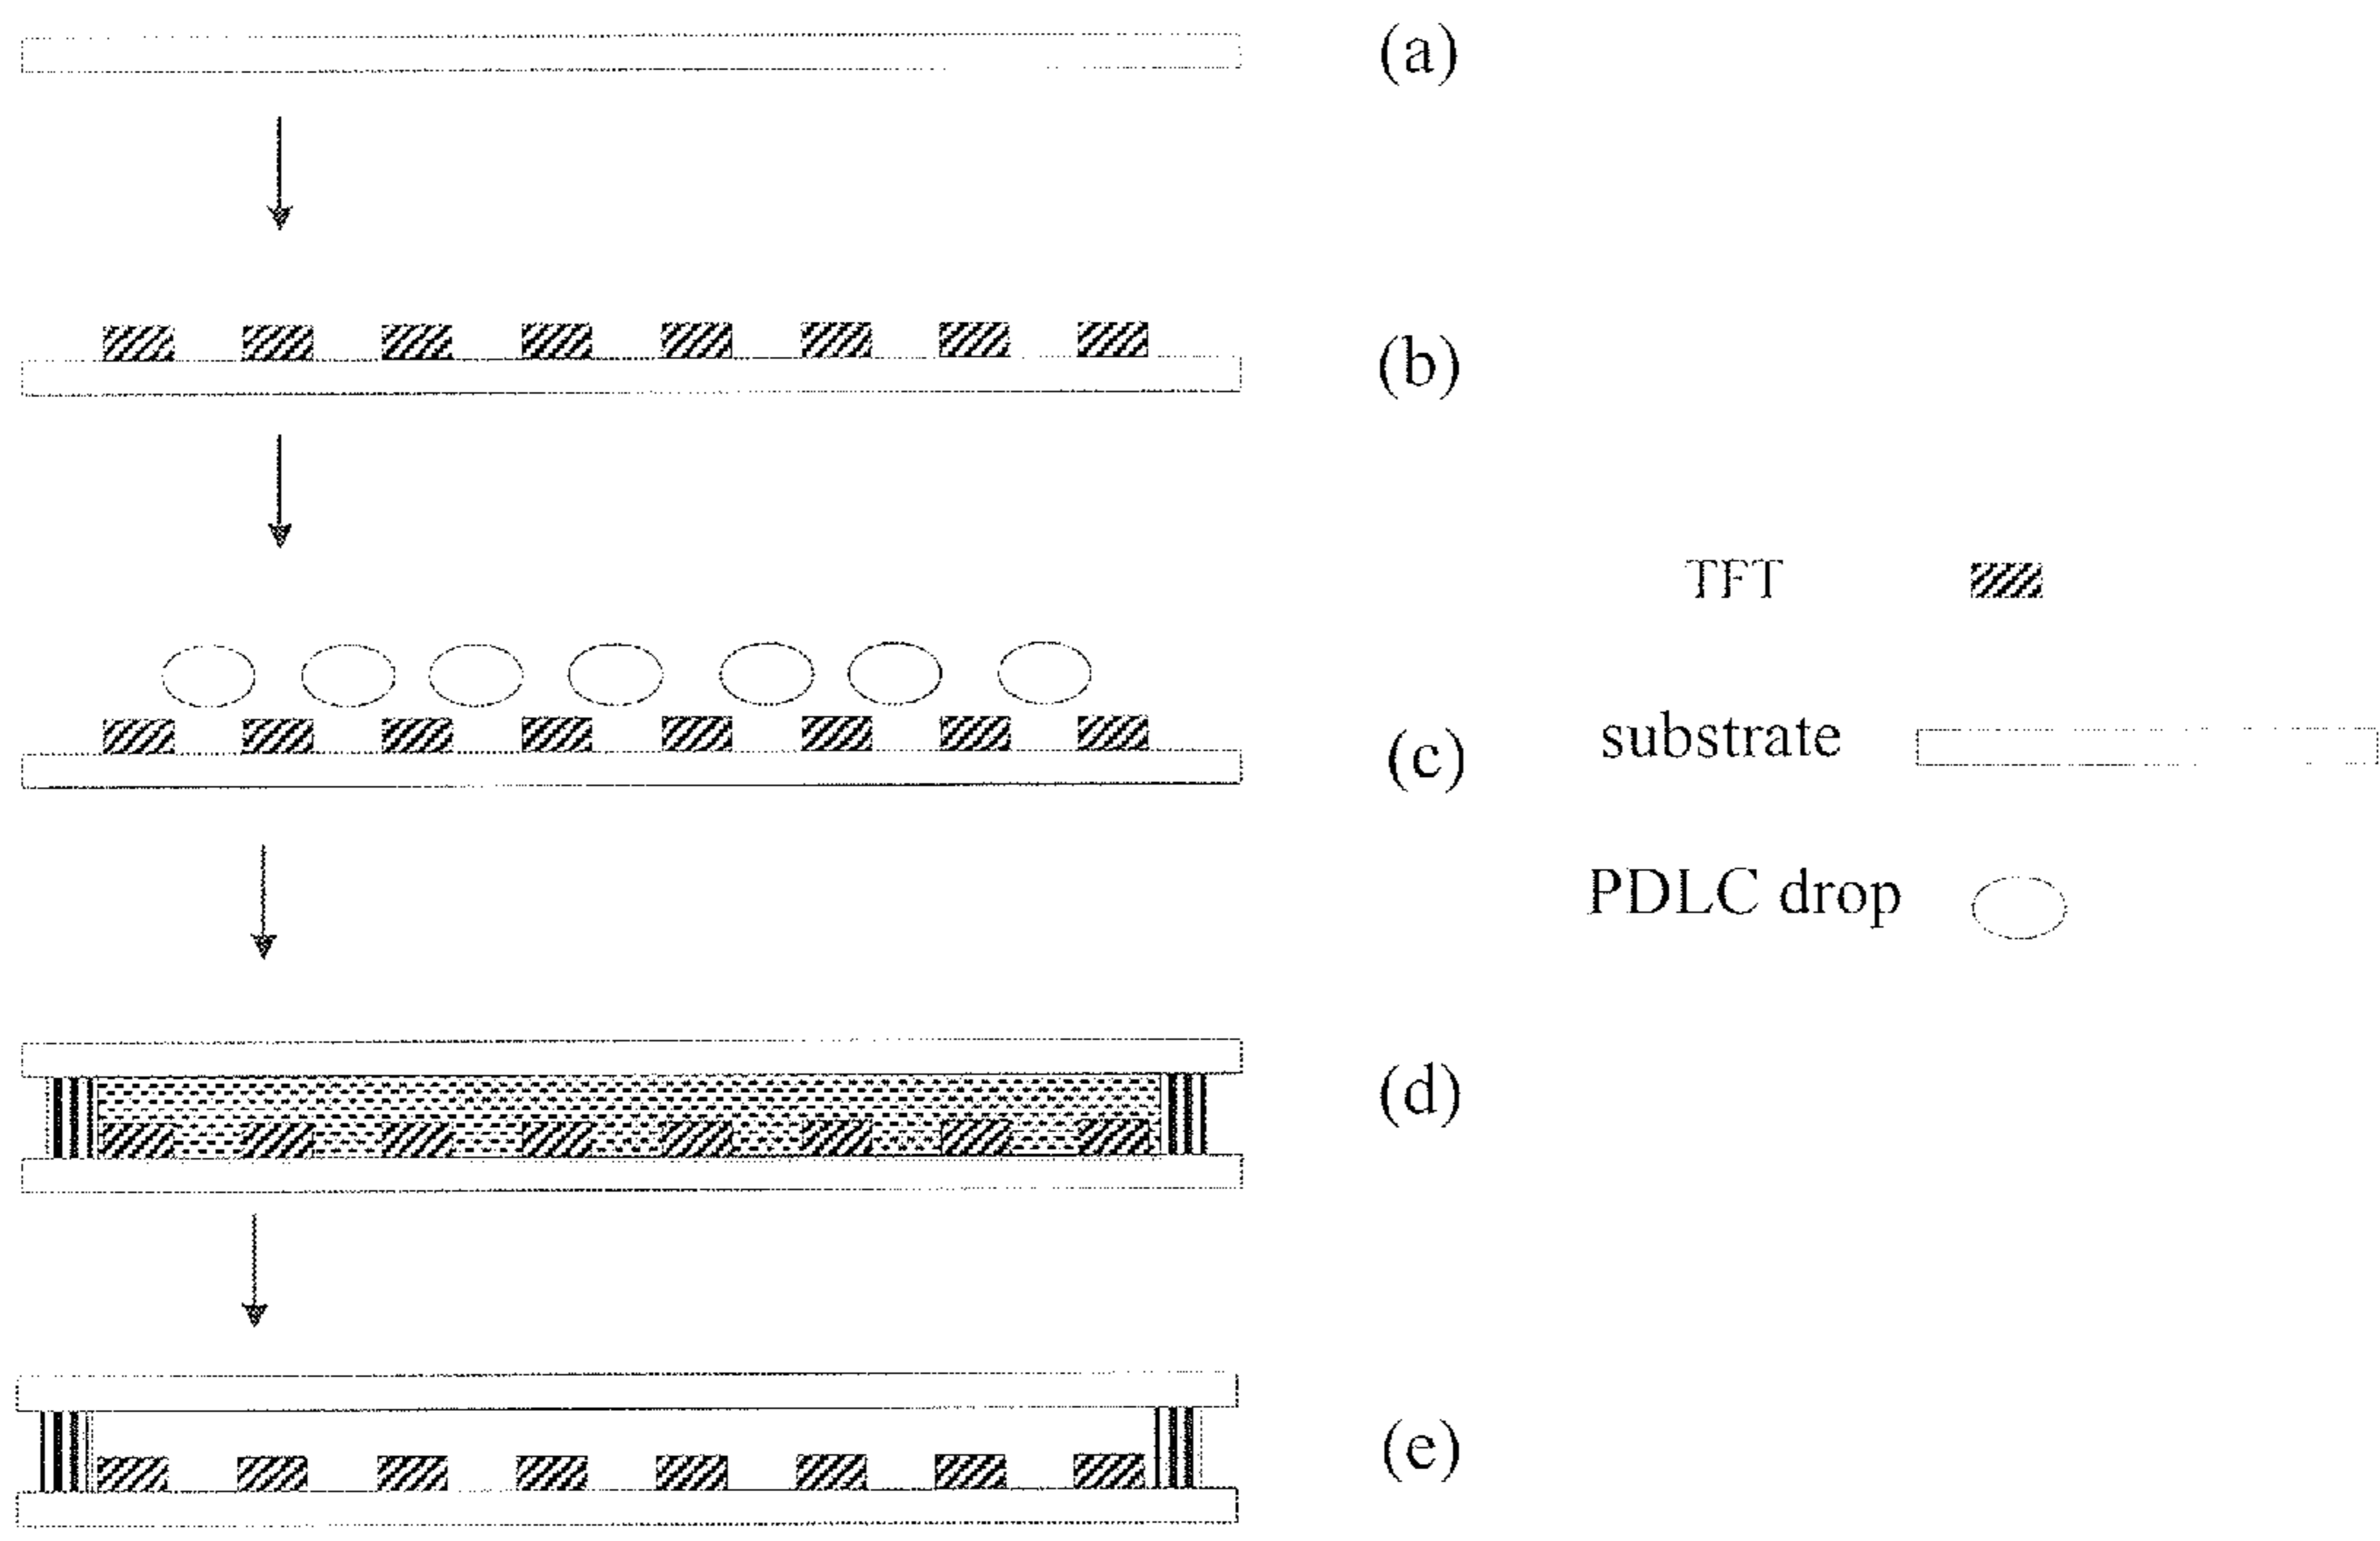 (a)
(b)
TFT
substrate
(c)
PDLC drop
(d)
(e)